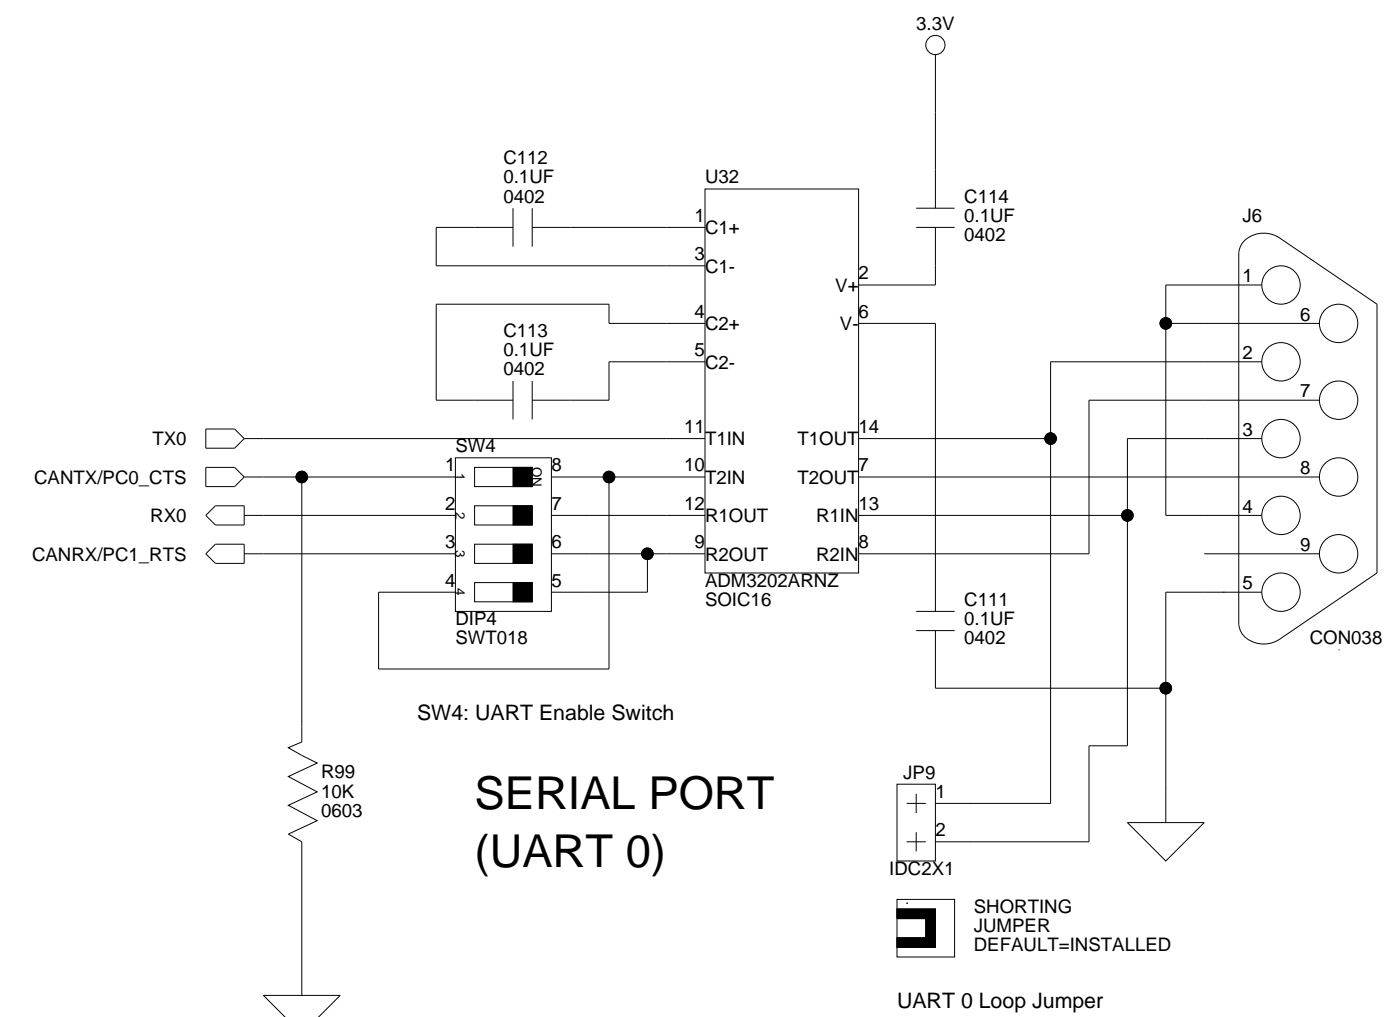 3.3V
C112
0.1UF
0402
U32
C114
0.1UF
0402
J6
1
C1+
3
C1-
2
V+
4
C2+
6
V-
C113
0.1UF
0402
5
C2-
1
6
2
7
3
8
4
9
5
TX0
11
T1IN
T1OUT
14
SW4
CANTX/PC0_CTS
1
1
ON
8
10
T2IN
T2OUT
7
RX0
2
2
7
12
R1OUT
R1IN
13
CANRX/PC1_RTS
3
3
6
9
R2OUT
R2IN
8
4
4
5
ADM3202ARNZ
SOIC16
DIP4
SWT018
C111
0.1UF
0402
CON038
SW4: UART Enable Switch
R99
10K
0603
SERIAL PORT
(UART 0)
JP9
1
2
IDC2X1
SHORTING
JUMPER
DEFAULT=INSTALLED
UART 0 Loop Jumper